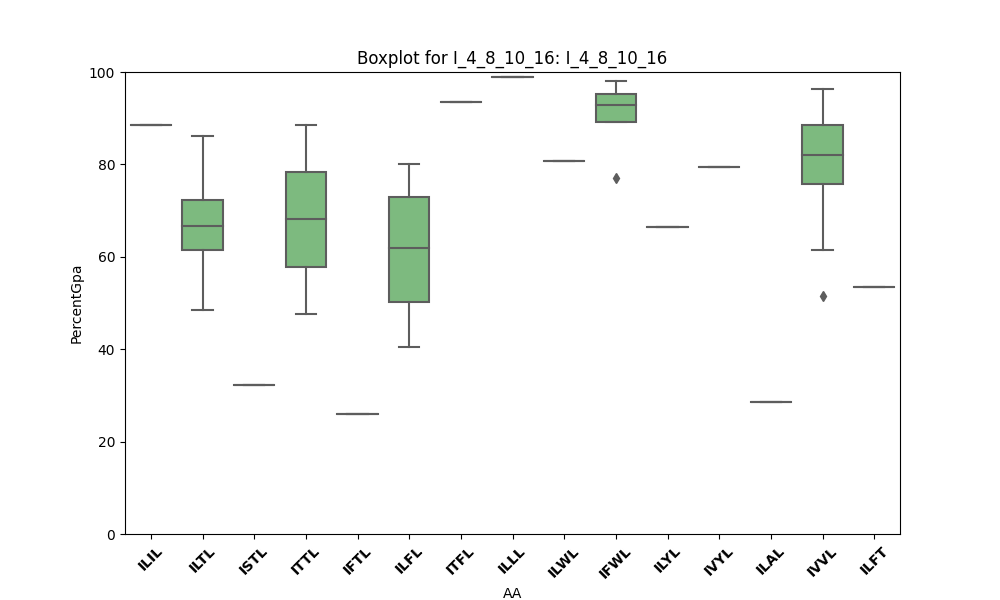 Boxplot for I_4_8_10_16: I_4_8_10_16
100
80
60
40
20
0
PercentGpa
ILIL
ILTL
ISTL
ITTL
IFTL
ILFL
ITFL
ILLL
ILWL
IFWL
ILYL
IVYL
ILAL
IVVL
ILFT
AA